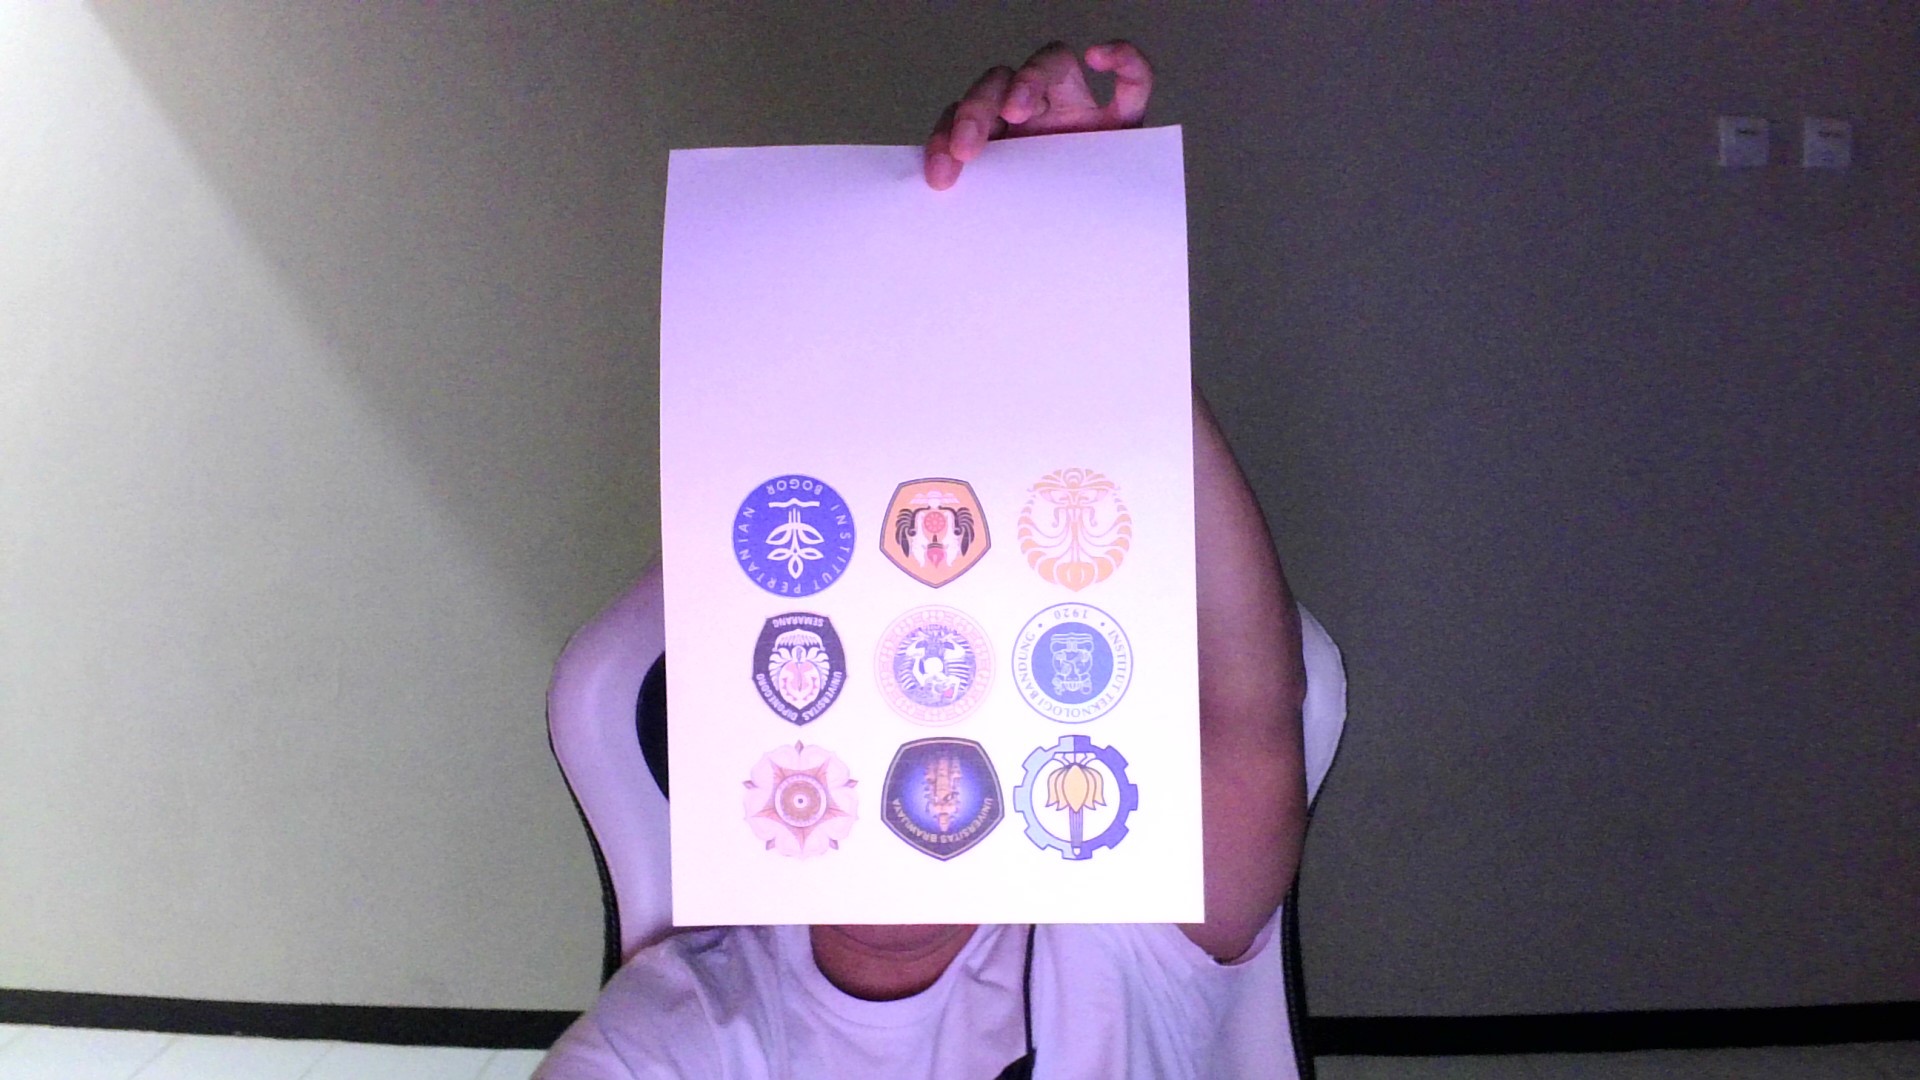 INSTITUT PERTANIAN
BOGOR
UNIVERSITAS DIPONEGORO
SEMARANG
INSTITUT TEKNOLOGI BANDUNG
1920
UNIVERSITAS BRAWIJAYA